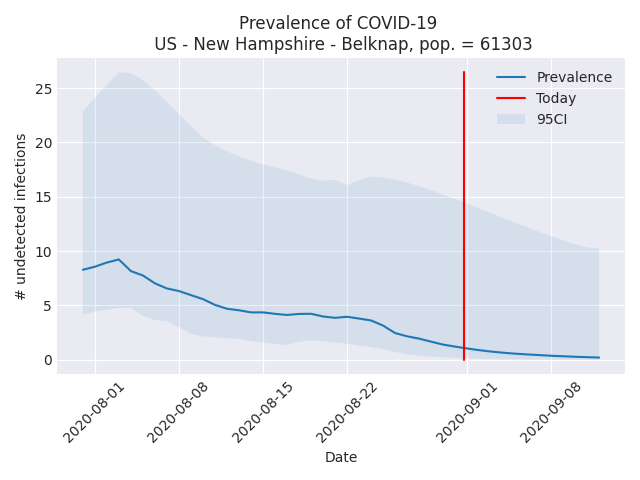 Prevalence of COVID-19
US - New Hampshire - Belknap, pop. = 61303
Prevalence
Today
95CI
# undetected infections
25
20
15
10
5
0
2020-08-01
2020-08-08
2020-08-15
2020-08-22
2020-09-01
2020-09-08
Date